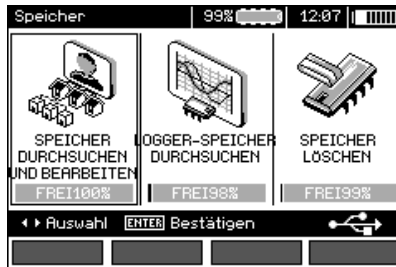 Speicher 99% 12:07
SPEICHER
DURCHSUCHEN
UND BEARBEITEN
FREI100%
LOGGER-SPEICHER
DURCHSUCHEN
FREI98%
SPEICHER
LÖSCHEN
FREI99%
Auswahl ENTER Bestätigen